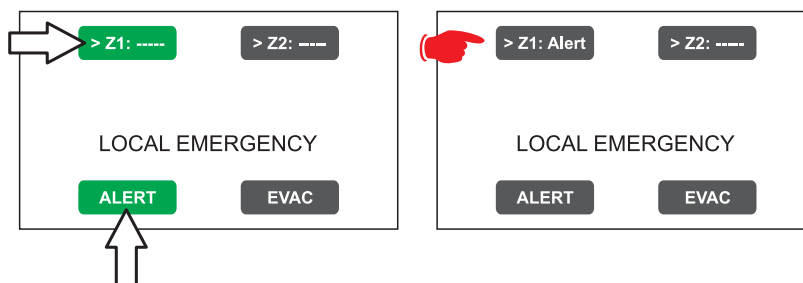 > Z1: ----- > Z2: -----
LOCAL EMERGENCY
ALERT EVAC
> Z1: Alert > Z2: -----
LOCAL EMERGENCY
ALERT EVAC